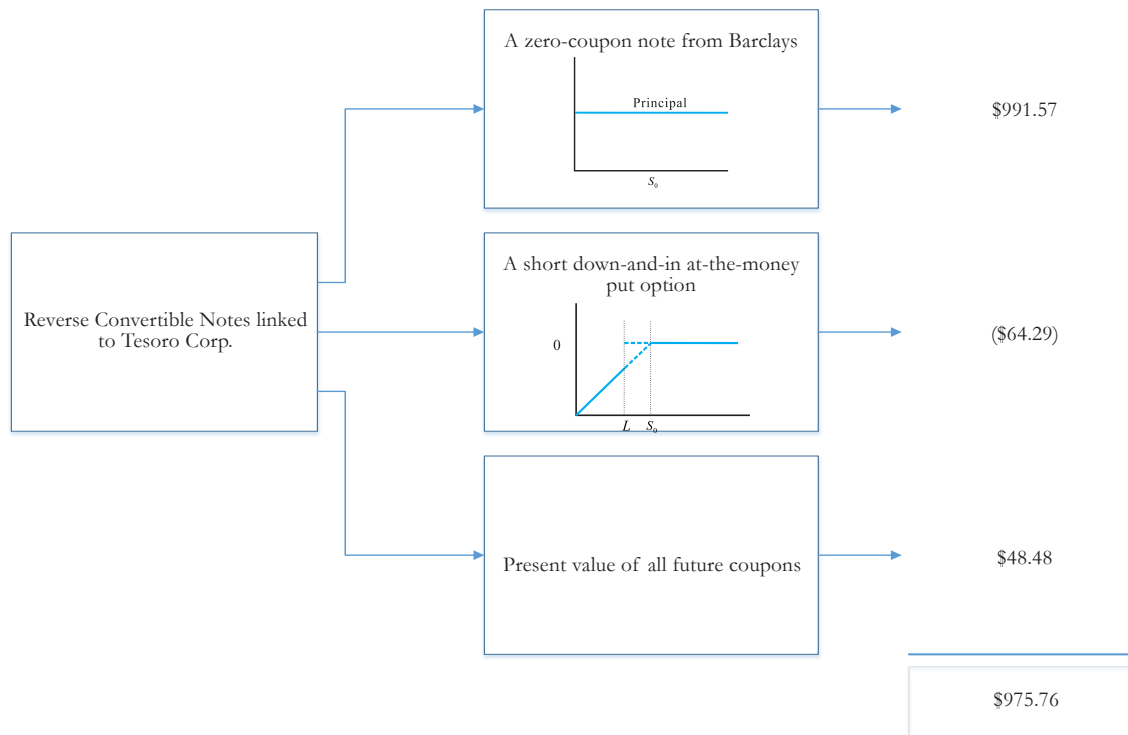 A zero-coupon note from Barclays
Principal
S₀
$991.57
Reverse Convertible Notes linked
to Tesoro Corp.
A short down-and-in at-the-money
put option
0
L S₀
($64.29)
Present value of all future coupons
$48.48
$975.76